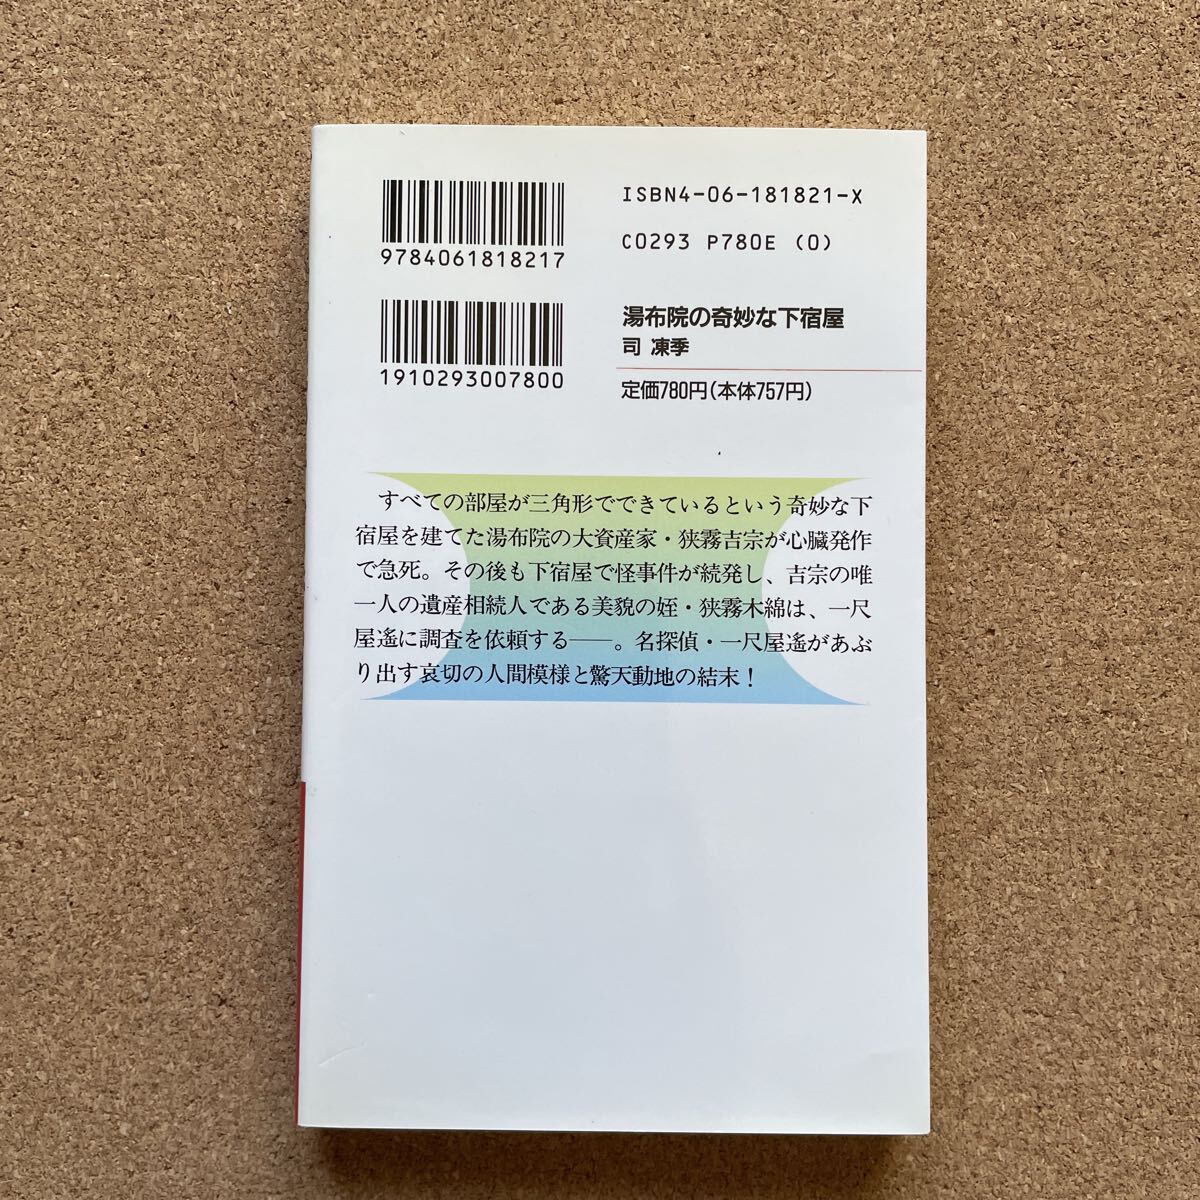 9784061818217
1910293007800
ISBN4-06-181821-X
C0293 P780E (0)
湯布院の奇妙な下宿屋
司 凍季
定価780円(本体757円)
すべての部屋が三角形でできているという奇妙な下
宿屋を建てた湯布院の大資産家・狭霧吉宗が心臓発作
で急死。その後も下宿屋で怪事件が続発し、吉宗の唯
一人の遺産相続人である美貌の姪・狭霧木綿は、一尺
屋遙に調査を依頼する――。名探偵・一尺屋遙があぶ
り出す哀切の人間模様と驚天動地の結末！